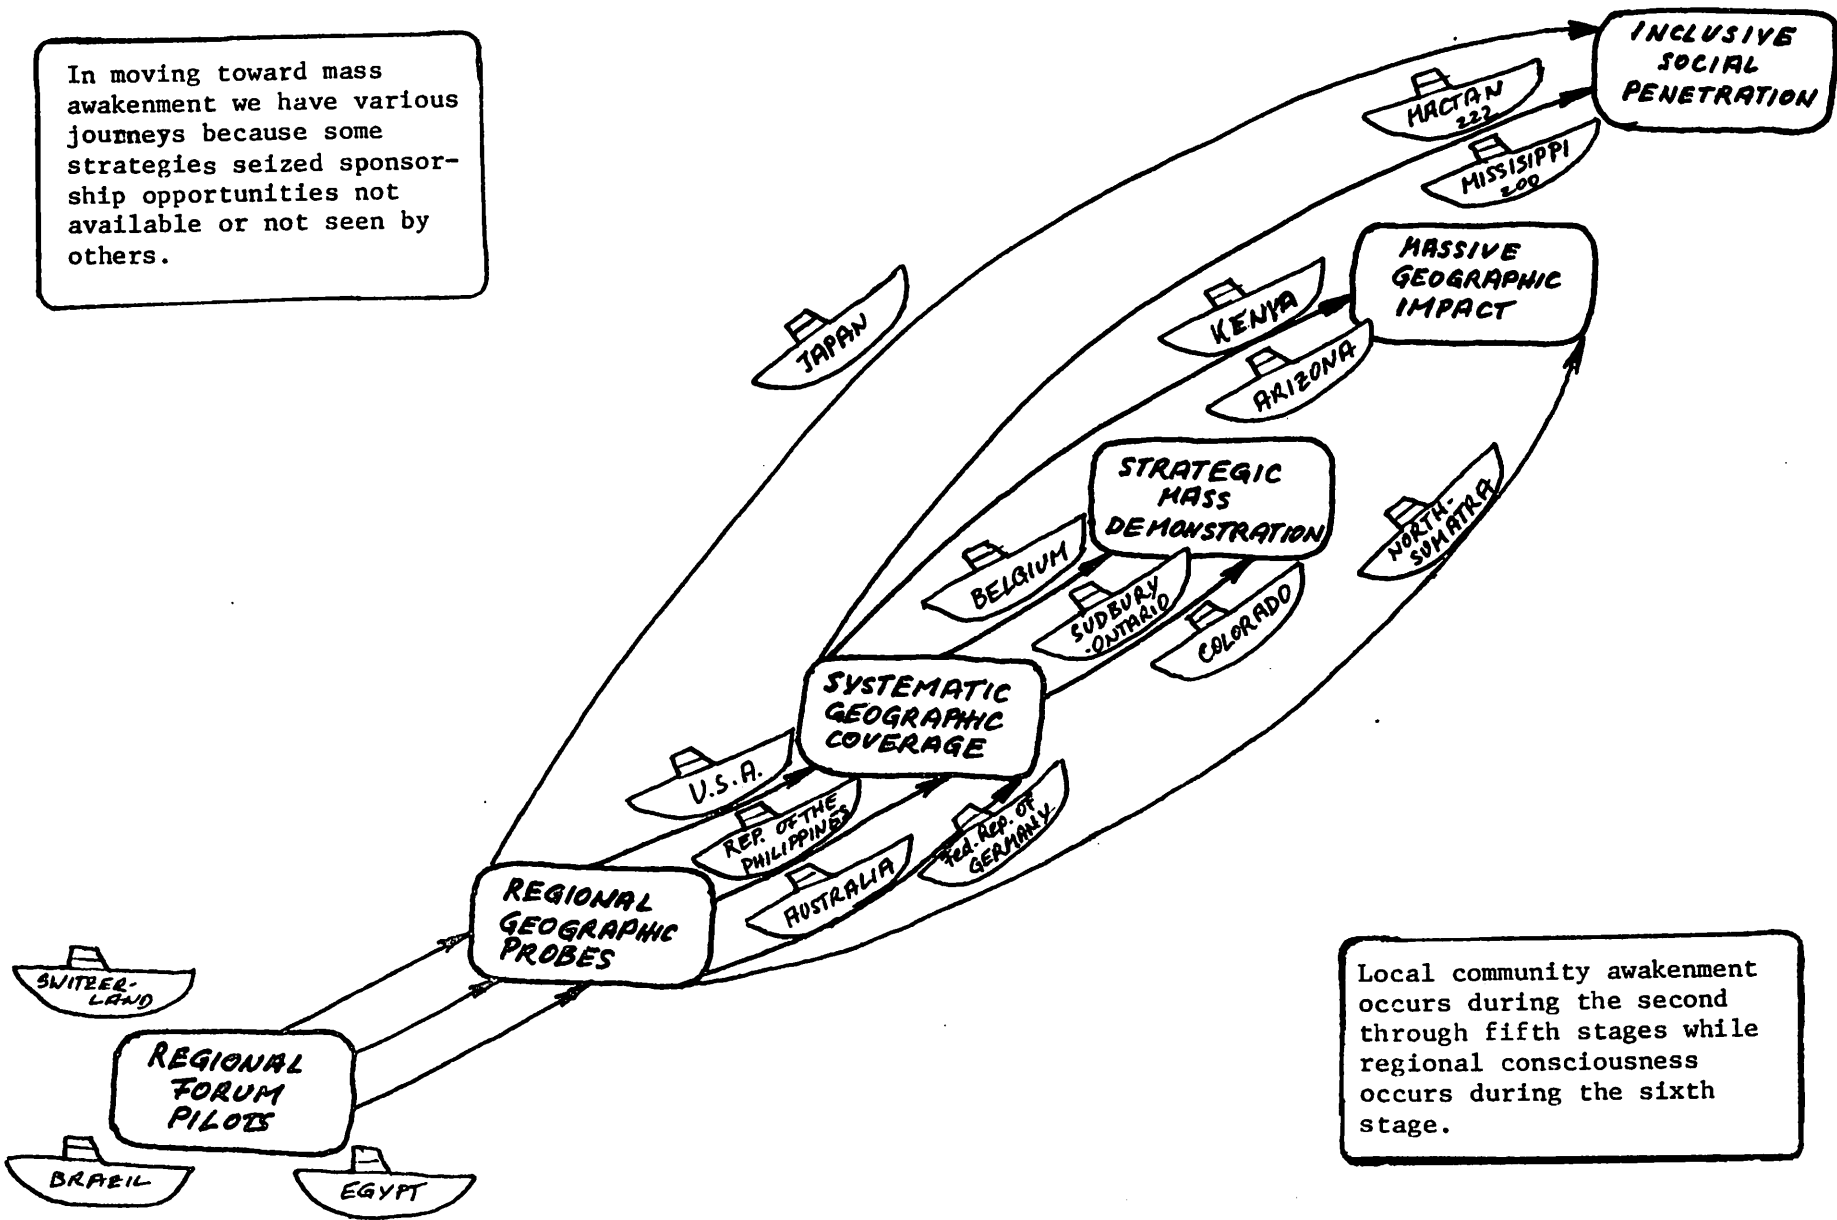 In moving toward mass
awakenment we have various
journeys because some
strategies seized sponsor-
ship opportunities not
available or not seen by
others.
INCLUSIVE
SOCIAL
PENETRATION
MACTAN
222
MISSISIPPI
200
MASSIVE
GEOGRAPHIC
IMPACT
JAPAN
KENYA
ARIZONA
STRATEGIC
MASS
DEMONSTRATION
NORTH-
SUMATRA
BELGIUM
SUDBURY
ONTARIO
COLORADO
SYSTEMATIC
GEOGRAPHIC
COVERAGE
U.S.A.
REP. OF THE
PHILIPPINES
Fed. Rep. OF
GERMANY
AUSTRALIA
REGIONAL
GEOGRAPHIC
PROBES
SWITZER-
LAND
REGIONAL
FORUM
PILOTS
BRAZIL
EGYPT
Local community awakenment
occurs during the second
through fifth stages while
regional consciousness
occurs during the sixth
stage.